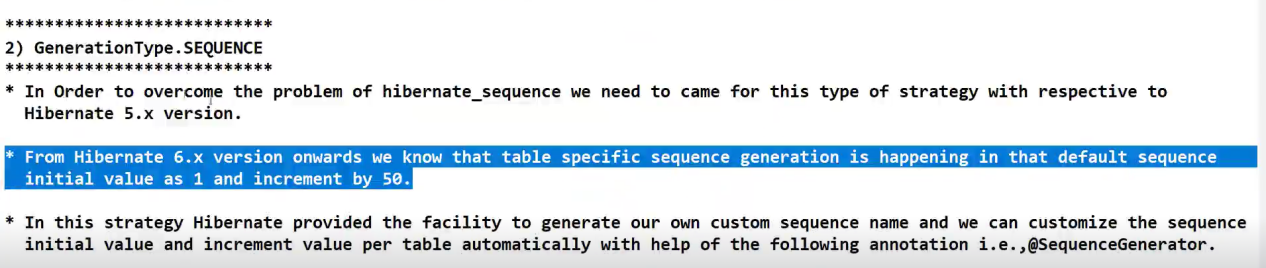 ***************************
2) GenerationType.SEQUENCE
***************************
* In Order to overcome the problem of hibernate_sequence we need to came for this type of strategy with respective to
Hibernate 5.x version.
* From Hibernate 6.x version onwards we know that table specific sequence generation is happening in that default sequence
initial value as 1 and increment by 50.
* In this strategy Hibernate provided the facility to generate our own custom sequence name and we can customize the sequence
initial value and increment value per table automatically with help of the following annotation i.e.,@SequenceGenerator.